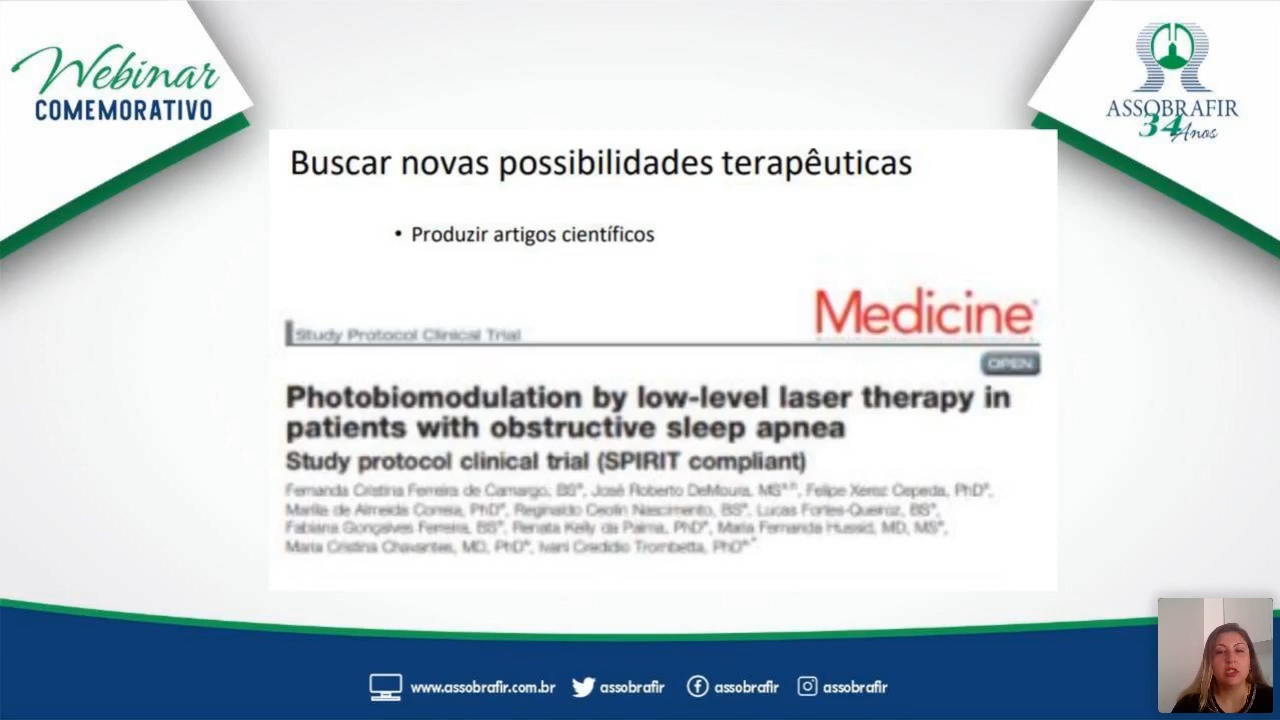 Webinar
COMEMORATIVO
ASSOBRAFIR
34 Anos
Buscar novas possibilidades terapêuticas
• Produzir artigos científicos
Medicine
Study Protocol Clinical Trial
OPEN
Photobiomodulation by low-level laser therapy in
patients with obstructive sleep apnea
Study protocol clinical trial (SPIRIT compliant)
Fernanda Cristina Ferreira de Camargo, BS, José Roberto DeMoura, MS, Felipe Xerez Cepeda, PhD,
Marilia de Almeida Correia, PhD, Reginaldo Ceolin Nascimento, BS, Lucas Fortes-Queiroz, BS,
Fabiana Gonçalves Ferreira, BS, Renata Kelly da Palma, PhD, Maria Fernanda Hussid, MD, MS,
Maria Cristina Chavantes, MD, PhD, Ivani Credidio Trombetta, PhD
www.assobrafir.com.br assobrafir assobrafir assobrafir